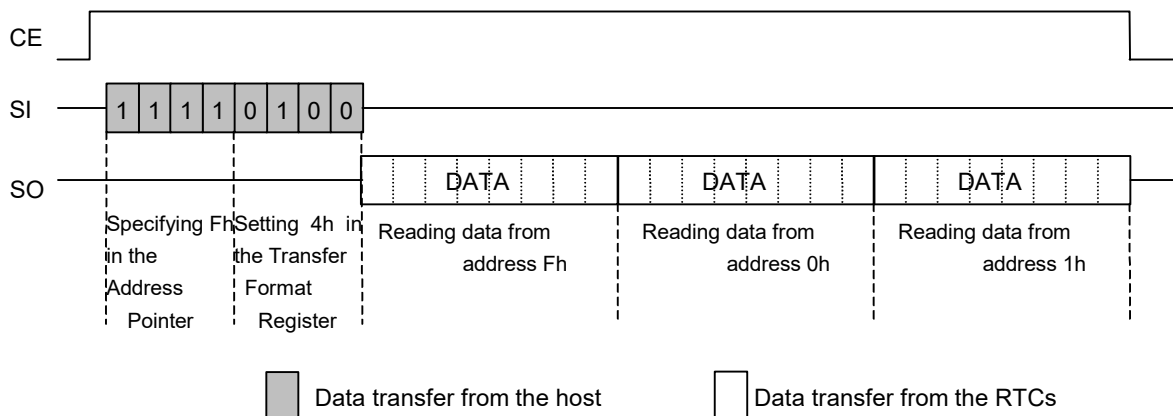 CE
SI
1 1 1 1 0 1 0 0
SO
DATA DATA DATA
Specifying Fh
in the
Address
Pointer
Setting 4h in
the Transfer
Format
Register
Reading data from
address Fh
Reading data from
address 0h
Reading data from
address 1h
Data transfer from the host
Data transfer from the RTCs